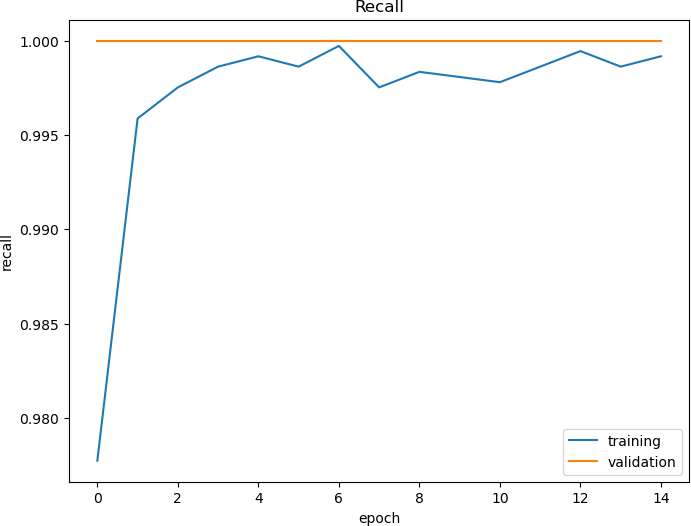 Recall
1.000
0.995
0.990
0.985
0.980
recall
0 2 4 6 8 10 12 14
epoch
training
validation